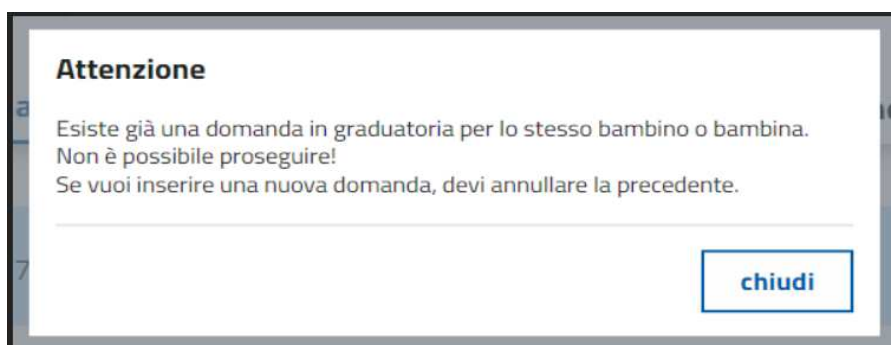 Attenzione
Esiste già una domanda in graduatoria per lo stesso bambino o bambina.
Non è possibile proseguire!
Se vuoi inserire una nuova domanda, devi annullare la precedente.
chiudi